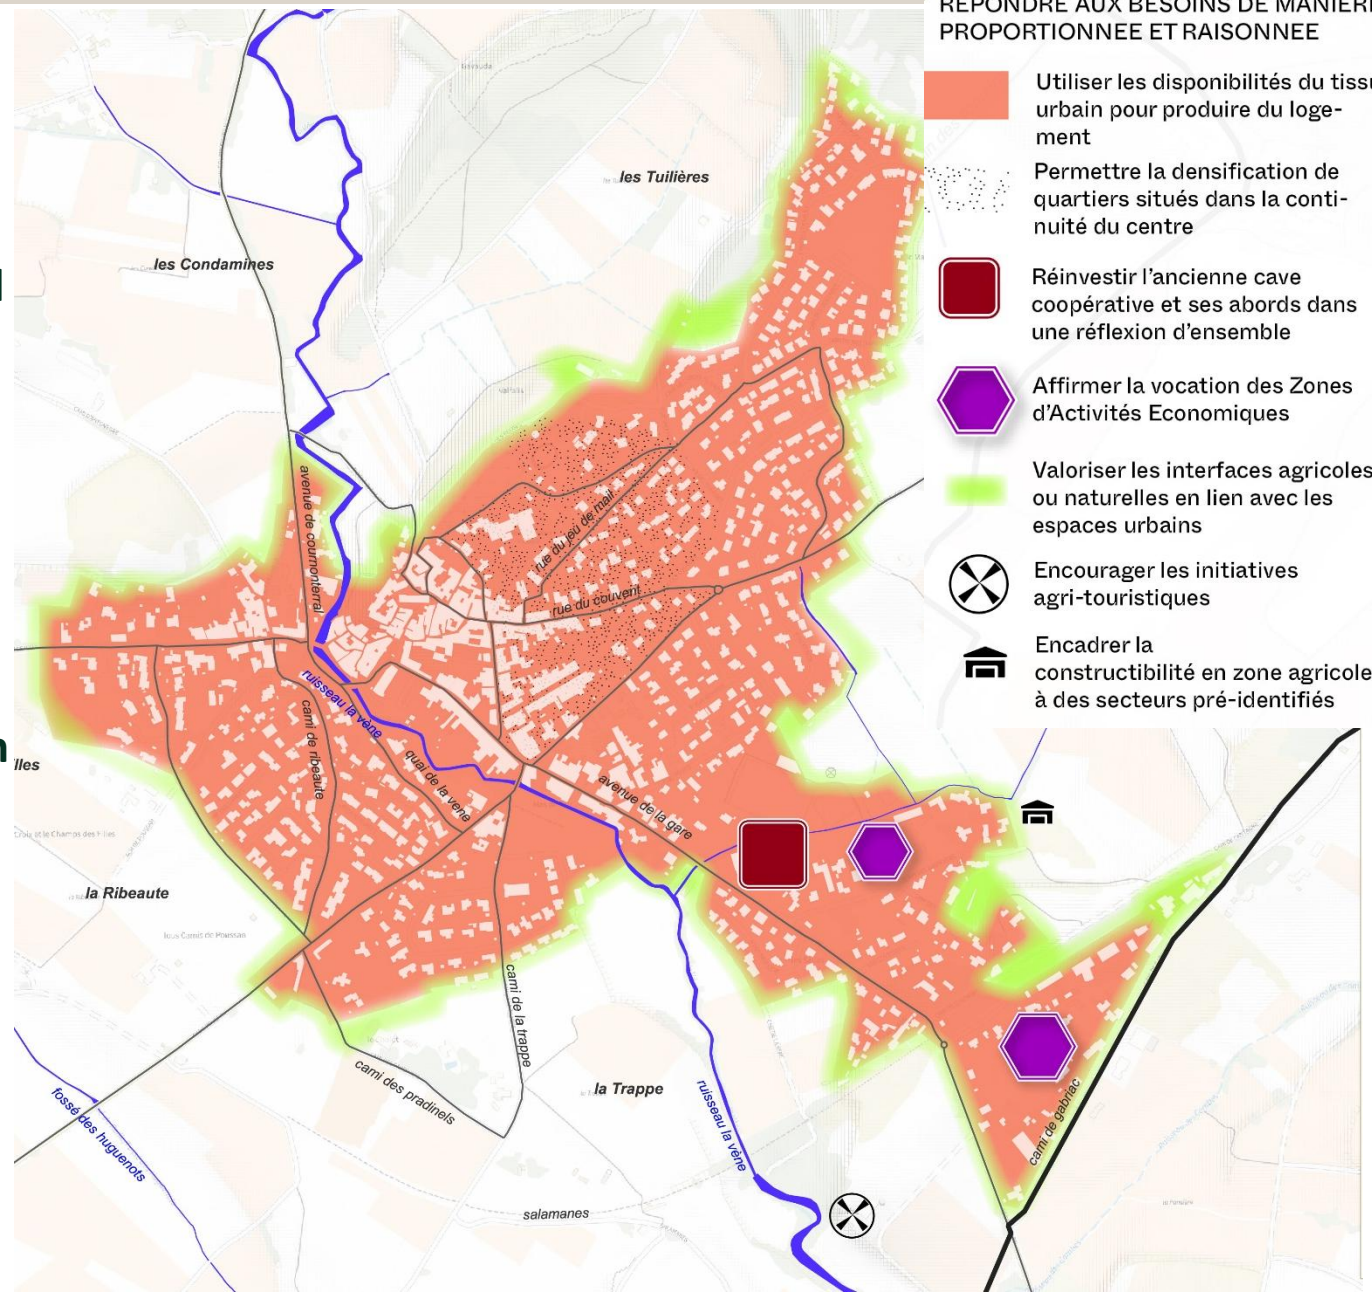 REPONDRE AUX BESOINS DE MANIERE
PROPORTIONNEE ET RAISONNEE
Utiliser les disponibilités du tissu
urbain pour produire du loge-
ment
Permettre la densification de
quartiers situés dans la conti-
nuité du centre
Réinvestir l'ancienne cave
coopérative et ses abords dans
une réflexion d'ensemble
Affirmer la vocation des Zones
d'Activités Economiques
Valoriser les interfaces agricoles
ou naturelles en lien avec les
espaces urbains
Encourager les initiatives
agri-touristiques
Encadrer la
constructibilité en zone agricole
à des secteurs pré-identifiés
les Tuilières
les Condamines
avenue de cournonterral
rue du jeu de mail
rue du couvent
ruisseau la vène
cami de ribeaute
quai de la vene
avenue de la gare
lles
la Ribeaute
cami de la trappe
cami des pradinels
la Trappe
ruisseau la vène
cami de gabriac
fossé des huguenots
salamanes